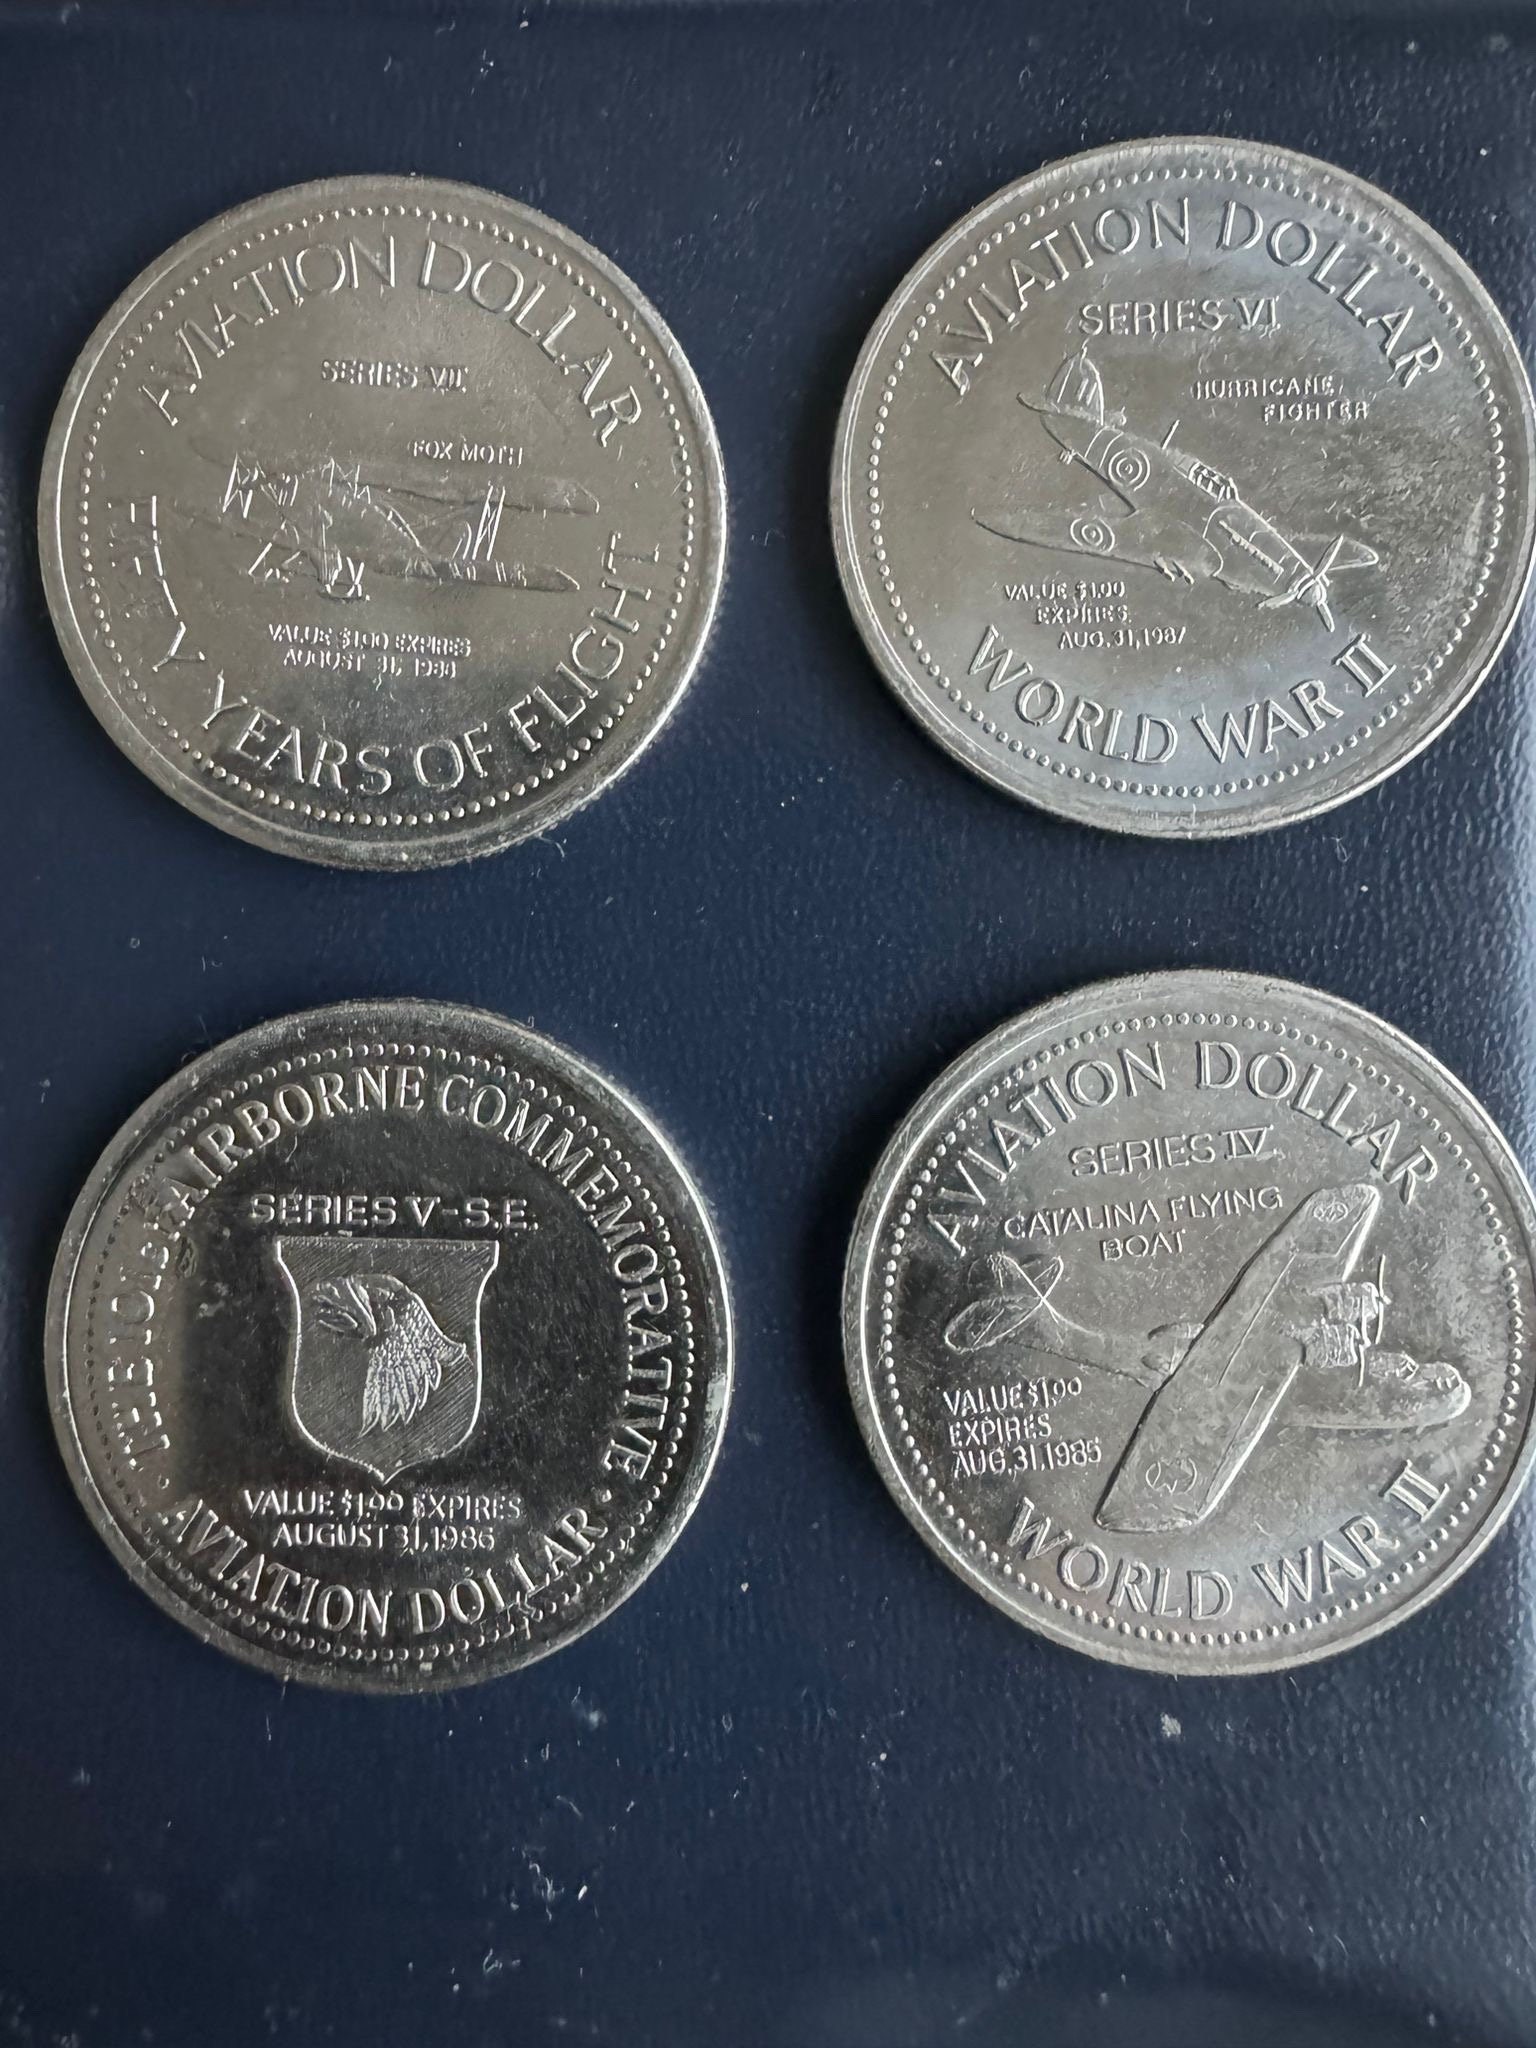 AVIATION DOLLAR
SERIES VII
FOX MOTH
VALUE $1.00 EXPIRES
AUGUST 31,
YEARS OF FLIGHT
AVIATION DOLLAR
SERIES VI
HURRICANE
FIGHTER
VALUE $1.00
EXPIRES
AUG. 31, 1987
WORLD WAR II
THE 101st AIRBORNE COMMEMORATIVE
SERIES V-S.E.
VALUE $1.00 EXPIRES
AUGUST 31, 1986
AVIATION DOLLAR
AVIATION DOLLAR
SERIES IV
CATALINA FLYING
BOAT
VALUE $1.00
EXPIRES
AUG. 31, 1985
WORLD WAR II